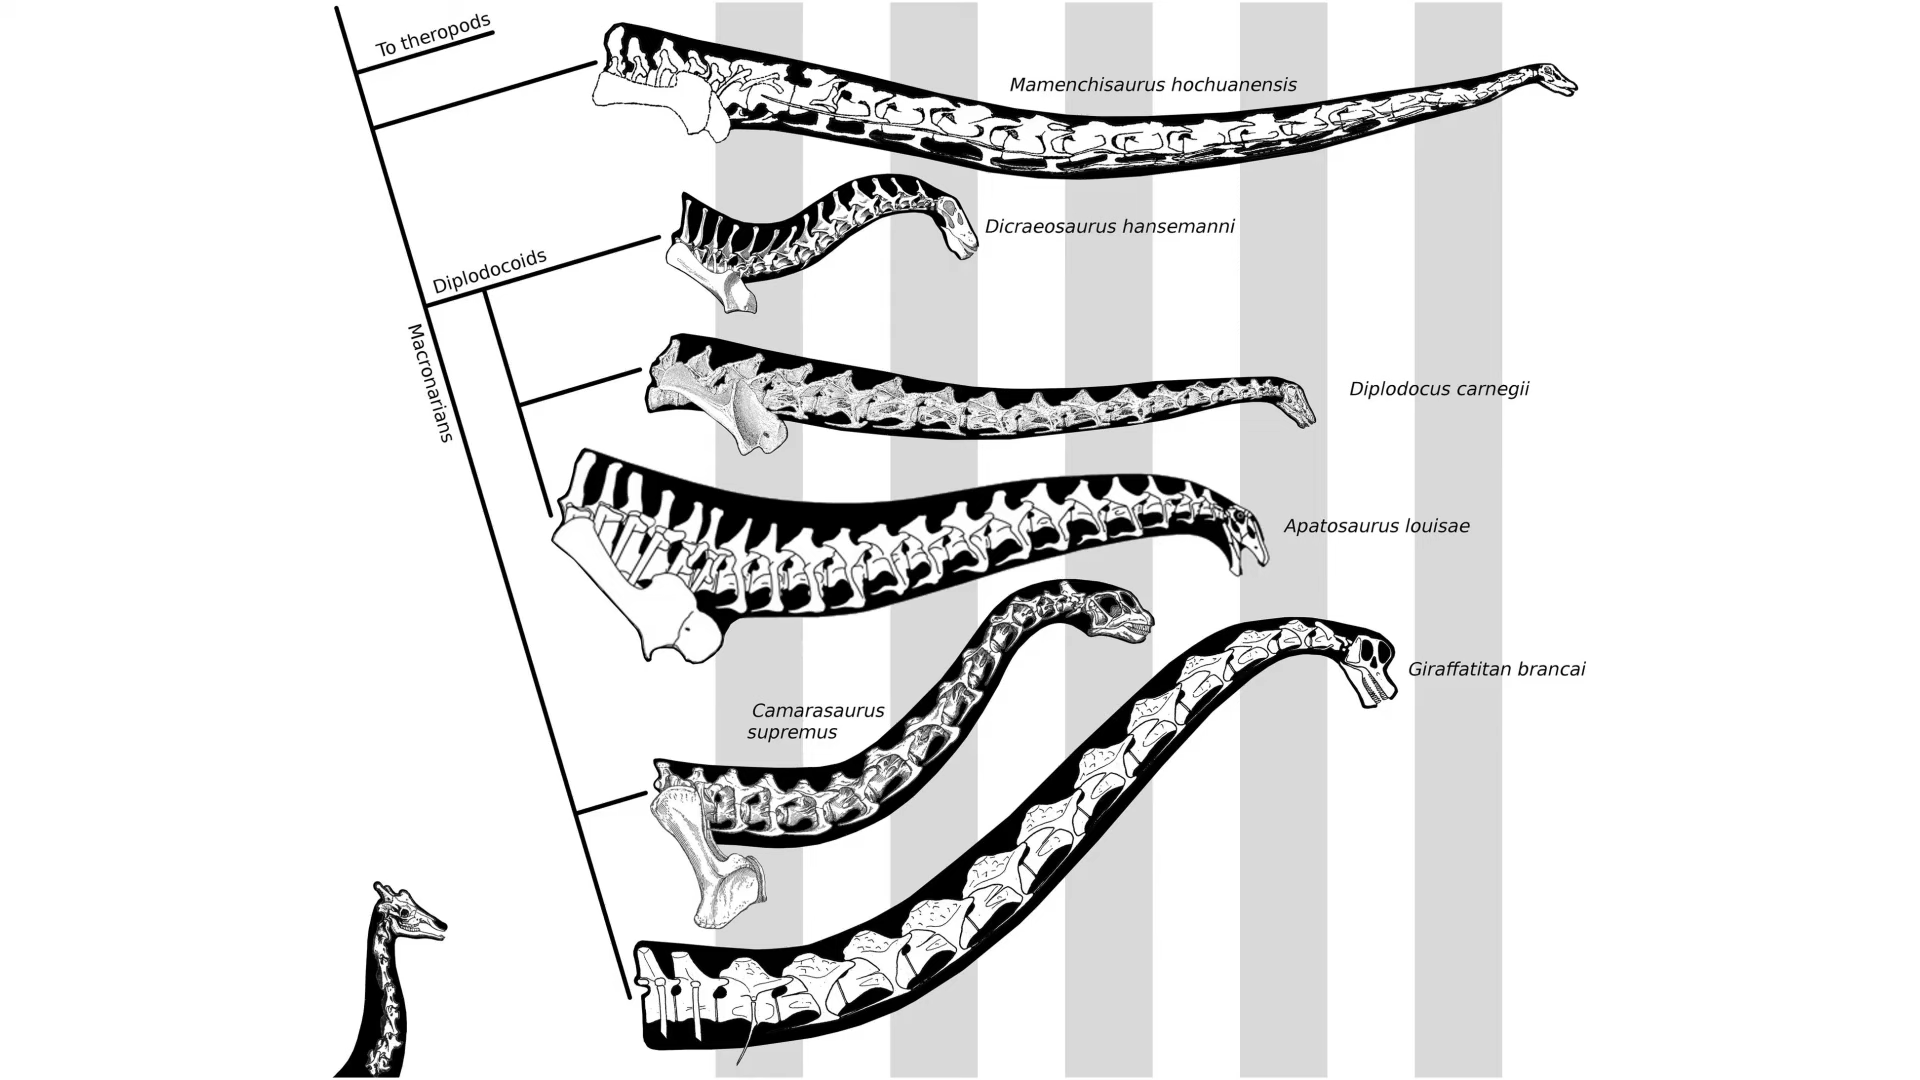 To theropods
Mamenchisaurus hochuanensis
Dicraeosaurus hansemanni
Diplodocoids
Macronarians
Diplodocus carnegii
Apatosaurus louisae
Giraffatitan brancai
Camarasaurus
supremus